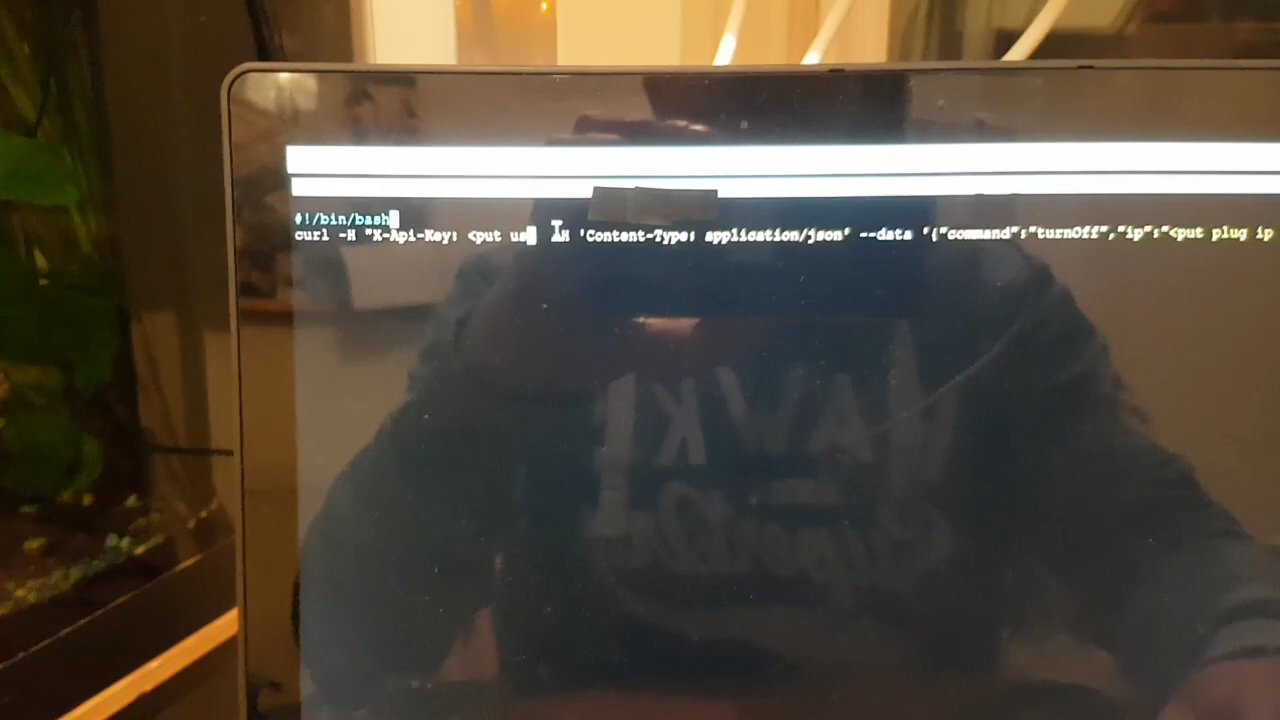 #!/bin/bash
curl -H "X-Api-Key: <put us H 'Content-Type: application/json' --data '{"command":"turnOff","ip":"<put plug ip